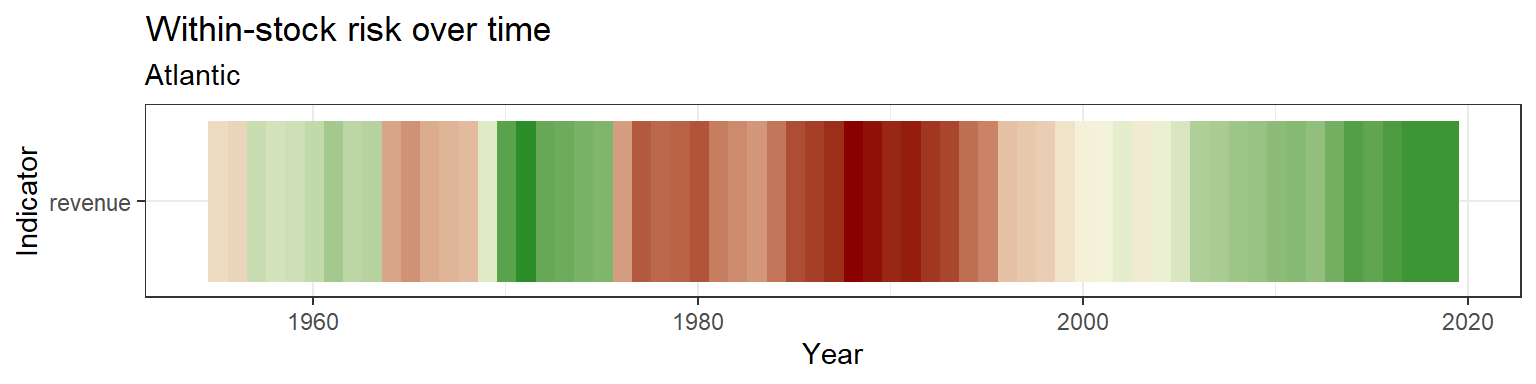 Within-stock risk over time
Atlantic
Indicator
revenue
1960 1980 2000 2020
Year